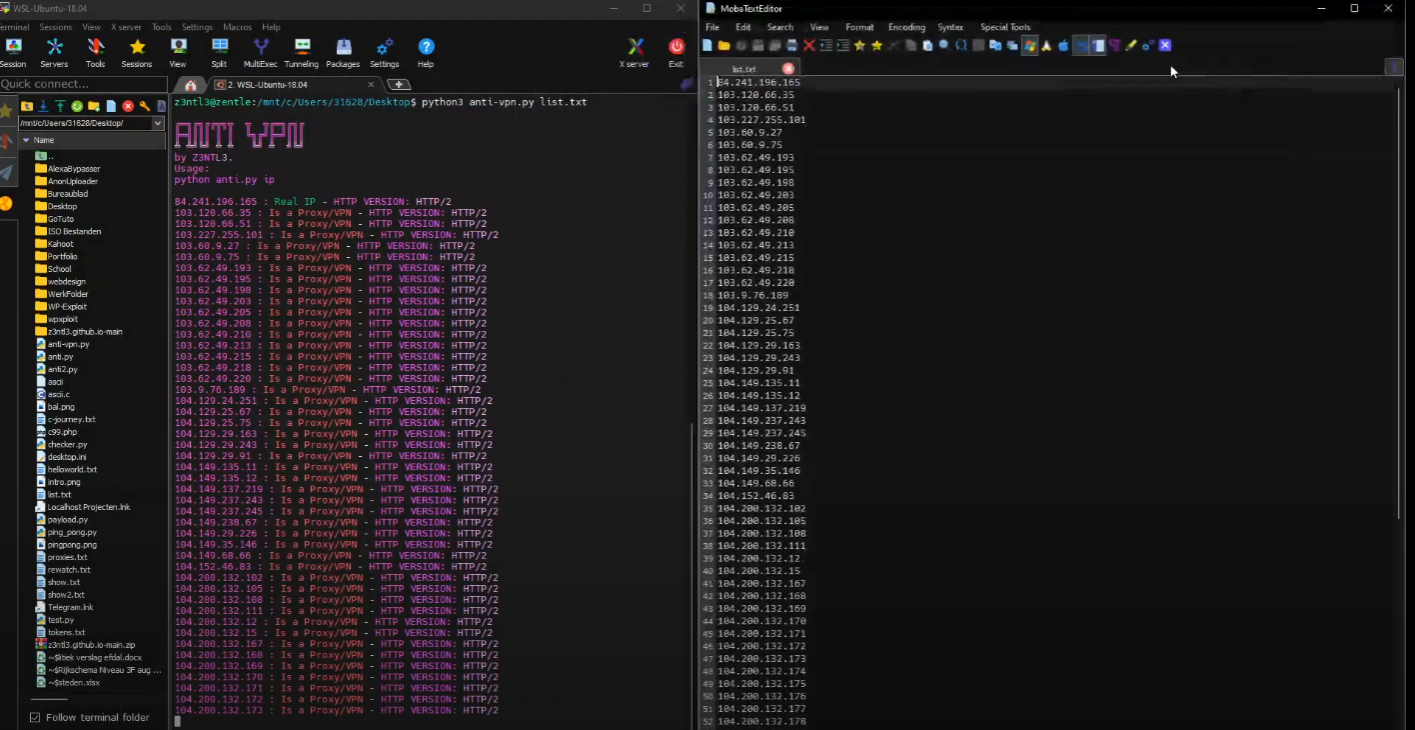 WSL-Ubuntu-18.04
Terminal Sessions View X server Tools Settings Macros Help
Session Servers Tools Sessions View Split MultiExec Tunneling Packages Settings Help X server Exit
Quick connect...
2. WSL-Ubuntu-18.04
/mnt/c/Users/31628/Desktop/
Name
..
AlexaBypasser
AnonUploader
Bureaublad
Desktop
GoTuto
ISO Bestanden
Kahoot
Portfolio
School
webdesign
WerkFolder
WP-Exploit
wpxploit
z3ntl3.github.io-main
anti-vpn.py
anti.py
anti2.py
ascii
ascii.c
bal.png
c-journey.txt
c99.php
checker.py
desktop.ini
helloworld.txt
intro.png
list.txt
Localhost Projecten.lnk
payload.py
ping_pong.py
pingpong.png
proxies.txt
rewatch.txt
show.txt
show2.txt
Telegram.lnk
test.py
tokens.txt
z3ntl3.github.io-main.zip
~$ktiek verslag efdal.docx
~$Rijkschema Niveau 3F aug ...
~$steden.xlsx
Follow terminal folder
z3ntl3@zentle:/mnt/c/Users/31628/Desktop$ python3 anti-vpn.py list.txt
ANTI VPN
by Z3NTL3.
Usage:
python anti.py ip
84.241.196.165 : Real IP - HTTP VERSION: HTTP/2
103.120.66.35 : Is a Proxy/VPN - HTTP VERSION: HTTP/2
103.120.66.51 : Is a Proxy/VPN - HTTP VERSION: HTTP/2
103.227.255.101 : Is a Proxy/VPN - HTTP VERSION: HTTP/2
103.60.9.27 : Is a Proxy/VPN - HTTP VERSION: HTTP/2
103.60.9.75 : Is a Proxy/VPN - HTTP VERSION: HTTP/2
103.62.49.193 : Is a Proxy/VPN - HTTP VERSION: HTTP/2
103.62.49.195 : Is a Proxy/VPN - HTTP VERSION: HTTP/2
103.62.49.198 : Is a Proxy/VPN - HTTP VERSION: HTTP/2
103.62.49.203 : Is a Proxy/VPN - HTTP VERSION: HTTP/2
103.62.49.205 : Is a Proxy/VPN - HTTP VERSION: HTTP/2
103.62.49.208 : Is a Proxy/VPN - HTTP VERSION: HTTP/2
103.62.49.210 : Is a Proxy/VPN - HTTP VERSION: HTTP/2
103.62.49.213 : Is a Proxy/VPN - HTTP VERSION: HTTP/2
103.62.49.215 : Is a Proxy/VPN - HTTP VERSION: HTTP/2
103.62.49.218 : Is a Proxy/VPN - HTTP VERSION: HTTP/2
103.62.49.220 : Is a Proxy/VPN - HTTP VERSION: HTTP/2
103.9.76.189 : Is a Proxy/VPN - HTTP VERSION: HTTP/2
104.129.24.251 : Is a Proxy/VPN - HTTP VERSION: HTTP/2
104.129.25.67 : Is a Proxy/VPN - HTTP VERSION: HTTP/2
104.129.25.75 : Is a Proxy/VPN - HTTP VERSION: HTTP/2
104.129.29.163 : Is a Proxy/VPN - HTTP VERSION: HTTP/2
104.129.29.243 : Is a Proxy/VPN - HTTP VERSION: HTTP/2
104.129.29.91 : Is a Proxy/VPN - HTTP VERSION: HTTP/2
104.149.135.11 : Is a Proxy/VPN - HTTP VERSION: HTTP/2
104.149.135.12 : Is a Proxy/VPN - HTTP VERSION: HTTP/2
104.149.137.219 : Is a Proxy/VPN - HTTP VERSION: HTTP/2
104.149.237.243 : Is a Proxy/VPN - HTTP VERSION: HTTP/2
104.149.237.245 : Is a Proxy/VPN - HTTP VERSION: HTTP/2
104.149.238.67 : Is a Proxy/VPN - HTTP VERSION: HTTP/2
104.149.29.226 : Is a Proxy/VPN - HTTP VERSION: HTTP/2
104.149.35.146 : Is a Proxy/VPN - HTTP VERSION: HTTP/2
104.149.68.66 : Is a Proxy/VPN - HTTP VERSION: HTTP/2
104.152.46.83 : Is a Proxy/VPN - HTTP VERSION: HTTP/2
104.200.132.102 : Is a Proxy/VPN - HTTP VERSION: HTTP/2
104.200.132.105 : Is a Proxy/VPN - HTTP VERSION: HTTP/2
104.200.132.108 : Is a Proxy/VPN - HTTP VERSION: HTTP/2
104.200.132.111 : Is a Proxy/VPN - HTTP VERSION: HTTP/2
104.200.132.12 : Is a Proxy/VPN - HTTP VERSION: HTTP/2
104.200.132.15 : Is a Proxy/VPN - HTTP VERSION: HTTP/2
104.200.132.167 : Is a Proxy/VPN - HTTP VERSION: HTTP/2
104.200.132.168 : Is a Proxy/VPN - HTTP VERSION: HTTP/2
104.200.132.169 : Is a Proxy/VPN - HTTP VERSION: HTTP/2
104.200.132.170 : Is a Proxy/VPN - HTTP VERSION: HTTP/2
104.200.132.171 : Is a Proxy/VPN - HTTP VERSION: HTTP/2
104.200.132.172 : Is a Proxy/VPN - HTTP VERSION: HTTP/2
104.200.132.173 : Is a Proxy/VPN - HTTP VERSION: HTTP/2
MobaTextEditor
File Edit Search View Format Encoding Syntax Special Tools
list.txt
1 84.241.196.165
2 103.120.66.35
3 103.120.66.51
4 103.227.255.101
5 103.60.9.27
6 103.60.9.75
7 103.62.49.193
8 103.62.49.195
9 103.62.49.198
10 103.62.49.203
11 103.62.49.205
12 103.62.49.208
13 103.62.49.210
14 103.62.49.213
15 103.62.49.215
16 103.62.49.218
17 103.62.49.220
18 103.9.76.189
19 104.129.24.251
20 104.129.25.67
21 104.129.25.75
22 104.129.29.163
23 104.129.29.243
24 104.129.29.91
25 104.149.135.11
26 104.149.135.12
27 104.149.137.219
28 104.149.237.243
29 104.149.237.245
30 104.149.238.67
31 104.149.29.226
32 104.149.35.146
33 104.149.68.66
34 104.152.46.83
35 104.200.132.102
36 104.200.132.105
37 104.200.132.108
38 104.200.132.111
39 104.200.132.12
40 104.200.132.15
41 104.200.132.167
42 104.200.132.168
43 104.200.132.169
44 104.200.132.170
45 104.200.132.171
46 104.200.132.172
47 104.200.132.173
48 104.200.132.174
49 104.200.132.175
50 104.200.132.176
51 104.200.132.177
52 104.200.132.178